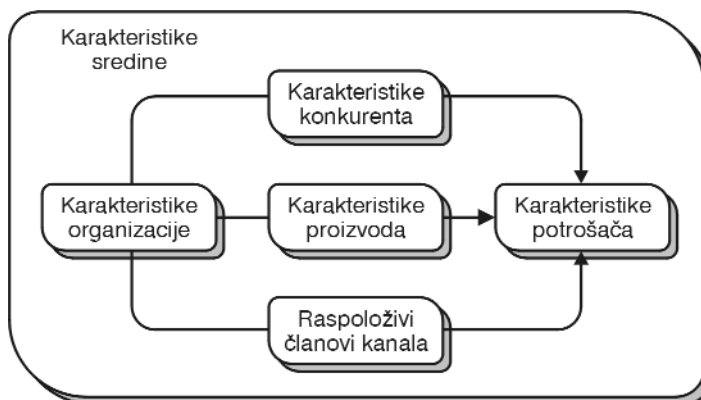 Karakteristike
sredine
Karakteristike
konkurenta
Karakteristike
organizacije
Karakteristike
proizvoda
Karakteristike
potrošača
Raspoloživi
članovi kanala